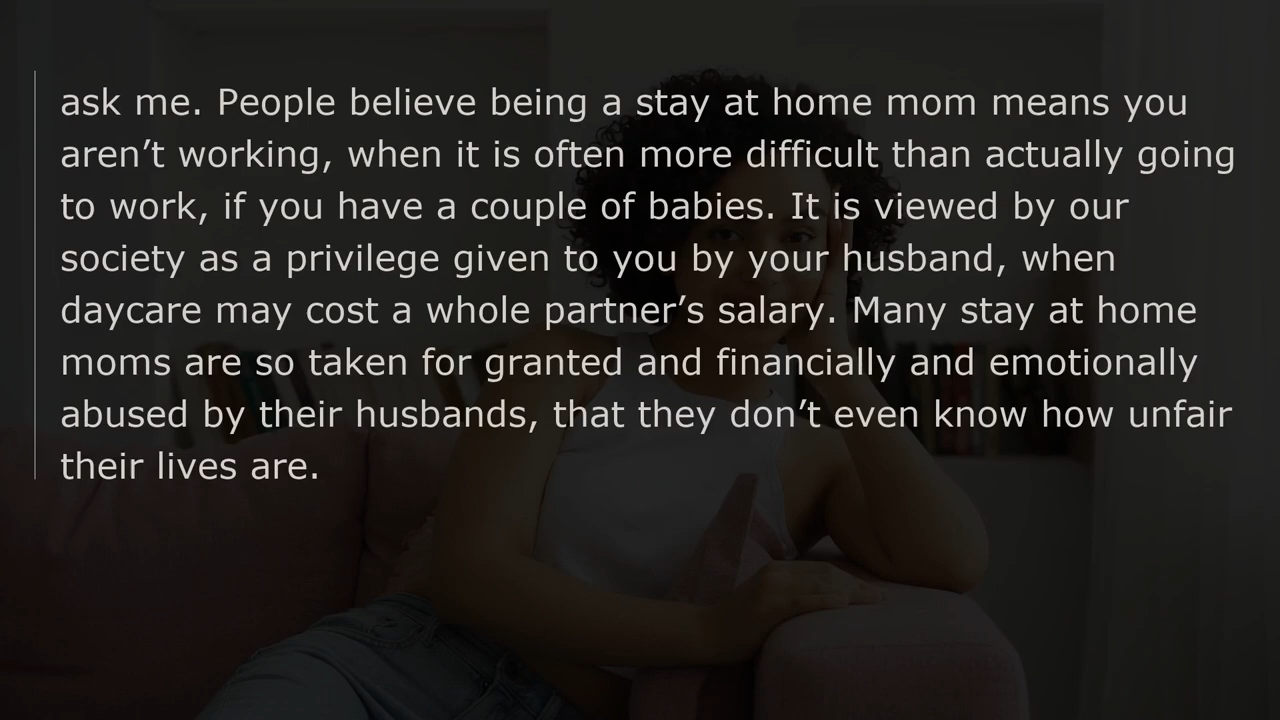 ask me. People believe being a stay at home mom means you
aren’t working, when it is often more difficult than actually going
to work, if you have a couple of babies. It is viewed by our
society as a privilege given to you by your husband, when
daycare may cost a whole partner’s salary. Many stay at home
moms are so taken for granted and financially and emotionally
abused by their husbands, that they don’t even know how unfair
their lives are.